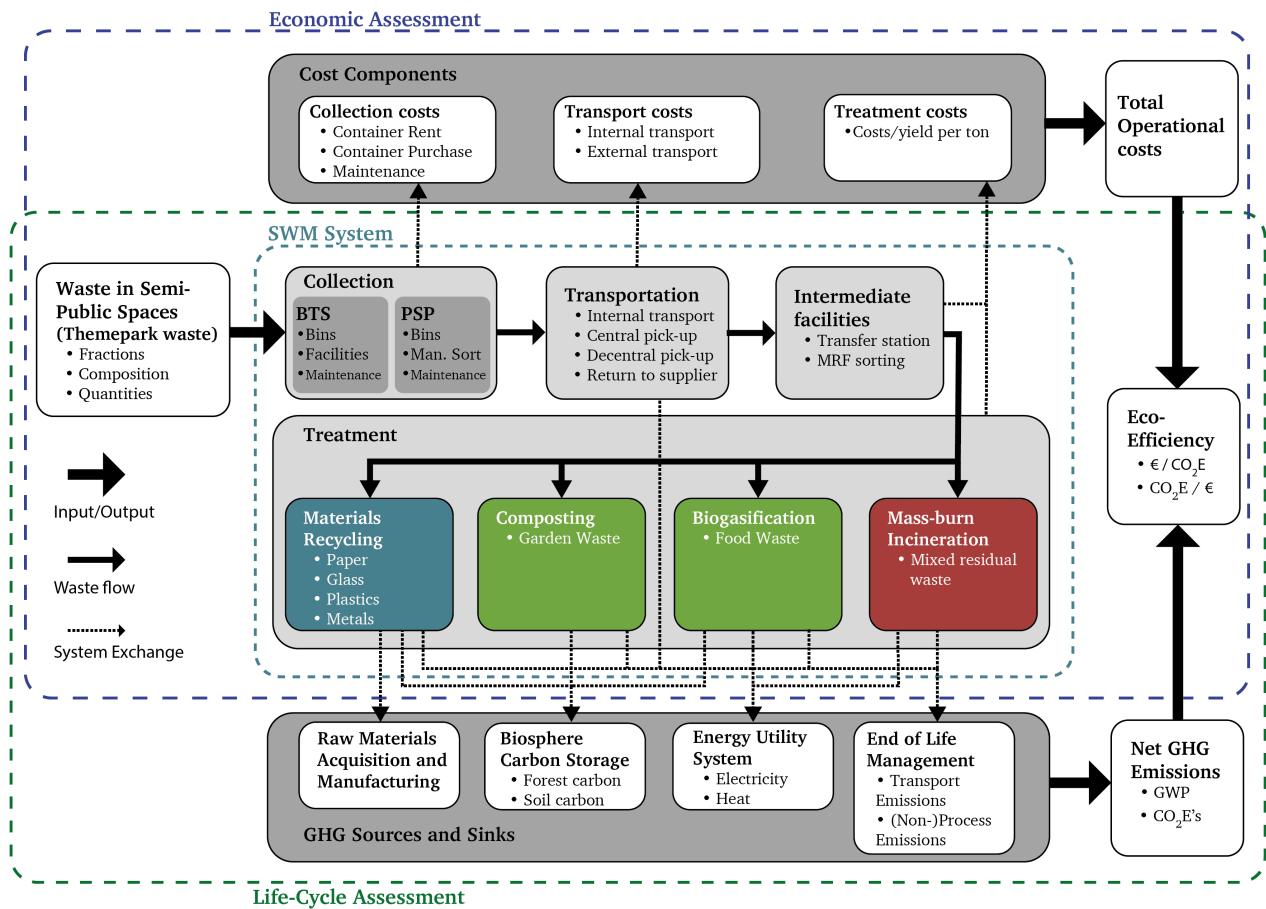 Economic Assessment
Cost Components
Collection costs
• Container Rent
• Container Purchase
• Maintenance
Transport costs
• Internal transport
• External transport
Treatment costs
•Costs/yield per ton
Total
Operational
costs
SWM System
Waste in Semi-
Public Spaces
(Themepark waste)
• Fractions
• Composition
• Quantities
Collection
BTS
•Bins
•Facilities
•Maintenance
PSP
•Bins
•Man. Sort
•Maintenance
Transportation
• Internal transport
• Central pick-up
• Decentral pick-up
• Return to supplier
Intermediate
facilities
• Transfer station
• MRF sorting
Eco-
Efficiency
• € / CO2E
• CO2E / €
Input/Output
Waste flow
System Exchange
Treatment
Materials
Recycling
• Paper
• Glass
• Plastics
• Metals
Composting
• Garden Waste
Biogasification
• Food Waste
Mass-burn
Incineration
• Mixed residual
waste
Raw Materials
Acquisition and
Manufacturing
Biosphere
Carbon Storage
• Forest carbon
• Soil carbon
Energy Utility
System
• Electricity
• Heat
End of Life
Management
• Transport
Emissions
• (Non-)Process
Emissions
GHG Sources and Sinks
Net GHG
Emissions
• GWP
• CO2E's
Life-Cycle Assessment